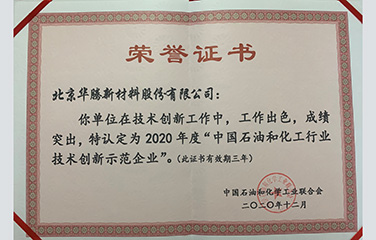 荣誉证书
北京华腾新材料股份有限公司：
你单位在技术创新工作中，工作出色，成绩
突出，特认定为2020年度“中国石油和化工行业
技术创新示范企业”。(此证书有效期三年)
中国石油和化学工业联合会
二〇二〇年十二月